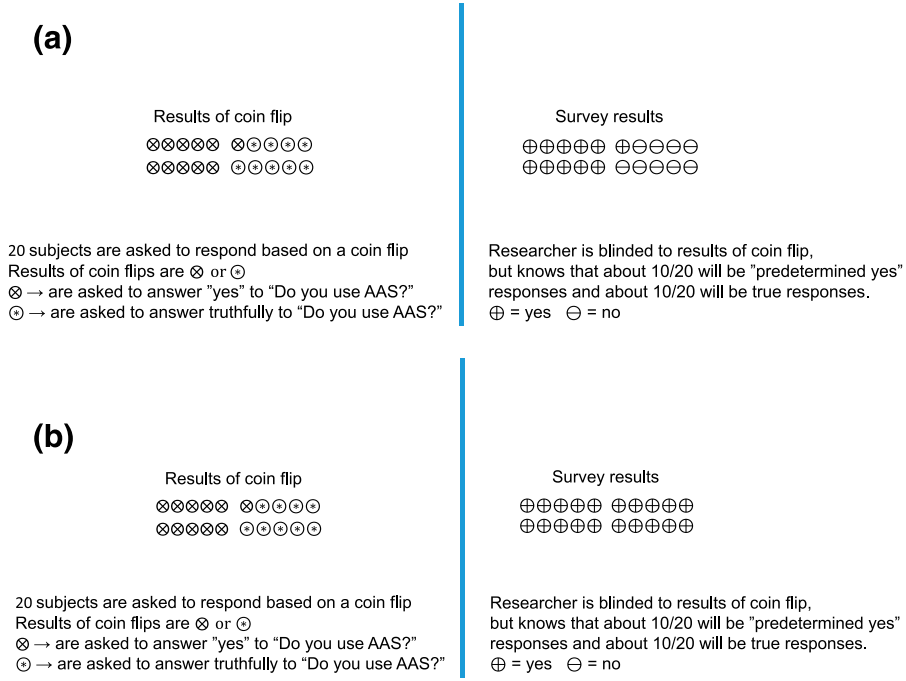 (a)
Results of coin flip
⊗⊗⊗⊗⊗ ⊗⊛⊛⊛⊛
⊗⊗⊗⊗⊗ ⊛⊛⊛⊛⊛
20 subjects are asked to respond based on a coin flip
Results of coin flips are ⊗ or ⊛
⊗ → are asked to answer ”yes” to “Do you use AAS?”
⊛ → are asked to answer truthfully to “Do you use AAS?”
Survey results
⊕⊕⊕⊕⊕ ⊕⊖⊖⊖⊖
⊕⊕⊕⊕⊕ ⊖⊖⊖⊖⊖
Researcher is blinded to results of coin flip,
but knows that about 10/20 will be ”predetermined yes”
responses and about 10/20 will be true responses.
⊕ = yes ⊖ = no
(b)
Results of coin flip
⊗⊗⊗⊗⊗ ⊗⊛⊛⊛⊛
⊗⊗⊗⊗⊗ ⊛⊛⊛⊛⊛
20 subjects are asked to respond based on a coin flip
Results of coin flips are ⊗ or ⊛
⊗ → are asked to answer ”yes” to “Do you use AAS?”
⊛ → are asked to answer truthfully to “Do you use AAS?”
Survey results
⊕⊕⊕⊕⊕ ⊕⊕⊕⊕⊕
⊕⊕⊕⊕⊕ ⊕⊕⊕⊕⊕
Researcher is blinded to results of coin flip,
but knows that about 10/20 will be ”predetermined yes”
responses and about 10/20 will be true responses.
⊕ = yes ⊖ = no